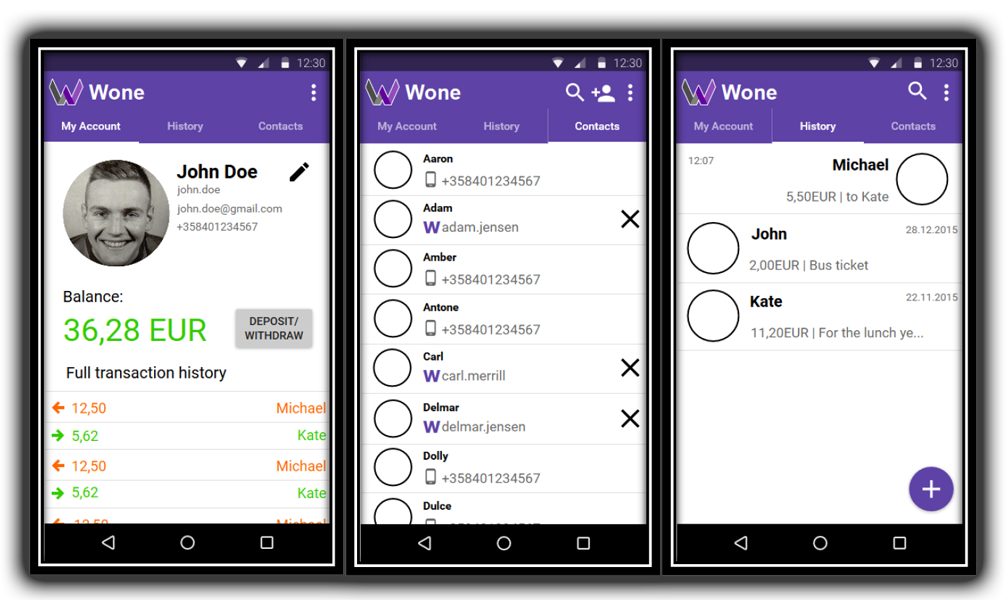 12:30
Wone
My Account History Contacts
John Doe
john.doe
john.doe@gmail.com
+358401234567
Balance:
36,28 EUR
DEPOSIT/
WITHDRAW
Full transaction history
12,50 Michael
5,62 Kate
12,50 Michael
5,62 Kate
12,50 Michael
12:30
Wone
My Account History Contacts
Aaron
+358401234567
Adam
W adam.jensen
Amber
+358401234567
Antone
+358401234567
Carl
W carl.merrill
Delmar
W delmar.jensen
Dolly
+358401234567
Dulce
12:30
Wone
My Account History Contacts
12:07 Michael
5,50EUR | to Kate
John 28.12.2015
2,00EUR | Bus ticket
Kate 22.11.2015
11,20EUR | For the lunch ye...